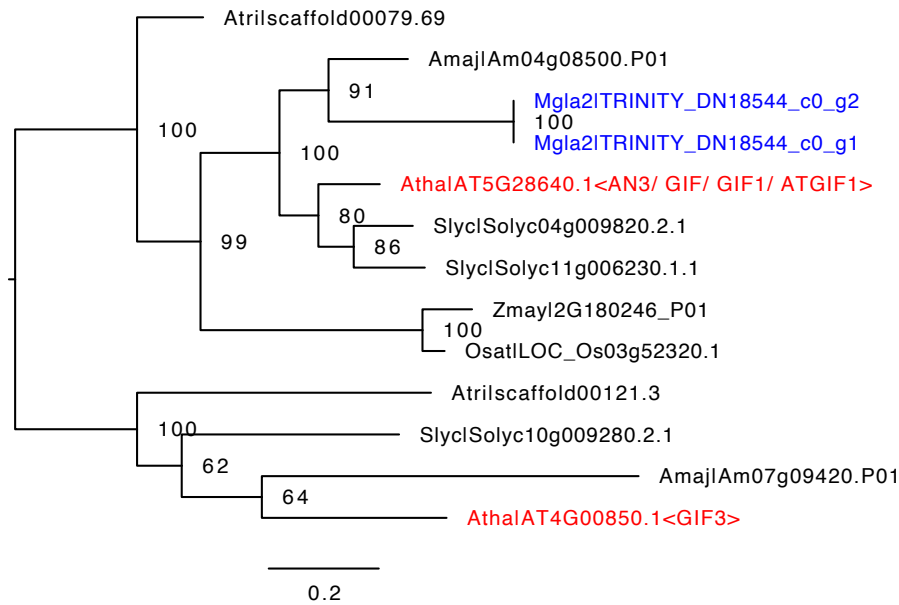 Atri|scaffold00079.69
Amaj|Am04g08500.P01
91
Mgla2|TRINITY_DN18544_c0_g2
100
Mgla2|TRINITY_DN18544_c0_g1
100
100
Atha|AT5G28640.1<AN3/ GIF/ GIF1/ ATGIF1>
80
Slyc|Solyc04g009820.2.1
99
86
Slyc|Solyc11g006230.1.1
Zmay|2G180246_P01
100
Osat|LOC_Os03g52320.1
Atri|scaffold00121.3
100
Slyc|Solyc10g009280.2.1
62
Amaj|Am07g09420.P01
64
Atha|AT4G00850.1<GIF3>
0.2